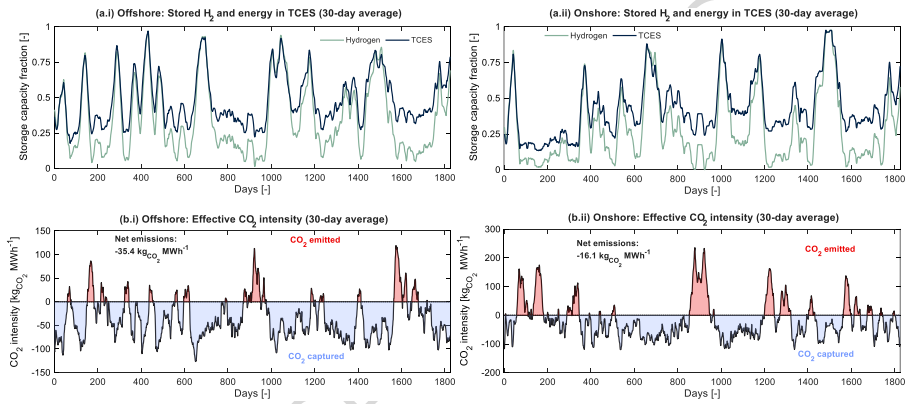 (a.i) Offshore: Stored H2 and energy in TCES (30-day average)
Storage capacity fraction [-]
1
0.75
0.5
0.25
0
Hydrogen
TCES
0 200 400 600 800 1000 1200 1400 1600 1800
Days [-]
(a.ii) Onshore: Stored H2 and energy in TCES (30-day average)
Storage capacity fraction [-]
1
0.75
0.5
0.25
0
Hydrogen
TCES
0 200 400 600 800 1000 1200 1400 1600 1800
Days [-]
(b.i) Offshore: Effective CO2 intensity (30-day average)
CO2 intensity [kgCO2 MWh-1]
150
100
50
0
-50
-100
-150
Net emissions:
-35.4 kgCO2 MWh-1
CO2 emitted
CO2 captured
0 200 400 600 800 1000 1200 1400 1600 1800
Days [-]
(b.ii) Onshore: Effective CO2 intensity (30-day average)
CO2 intensity [kgCO2 MWh-1]
300
200
100
0
-100
-200
Net emissions:
-16.1 kgCO2 MWh-1
CO2 emitted
CO2 captured
0 200 400 600 800 1000 1200 1400 1600 1800
Days [-]